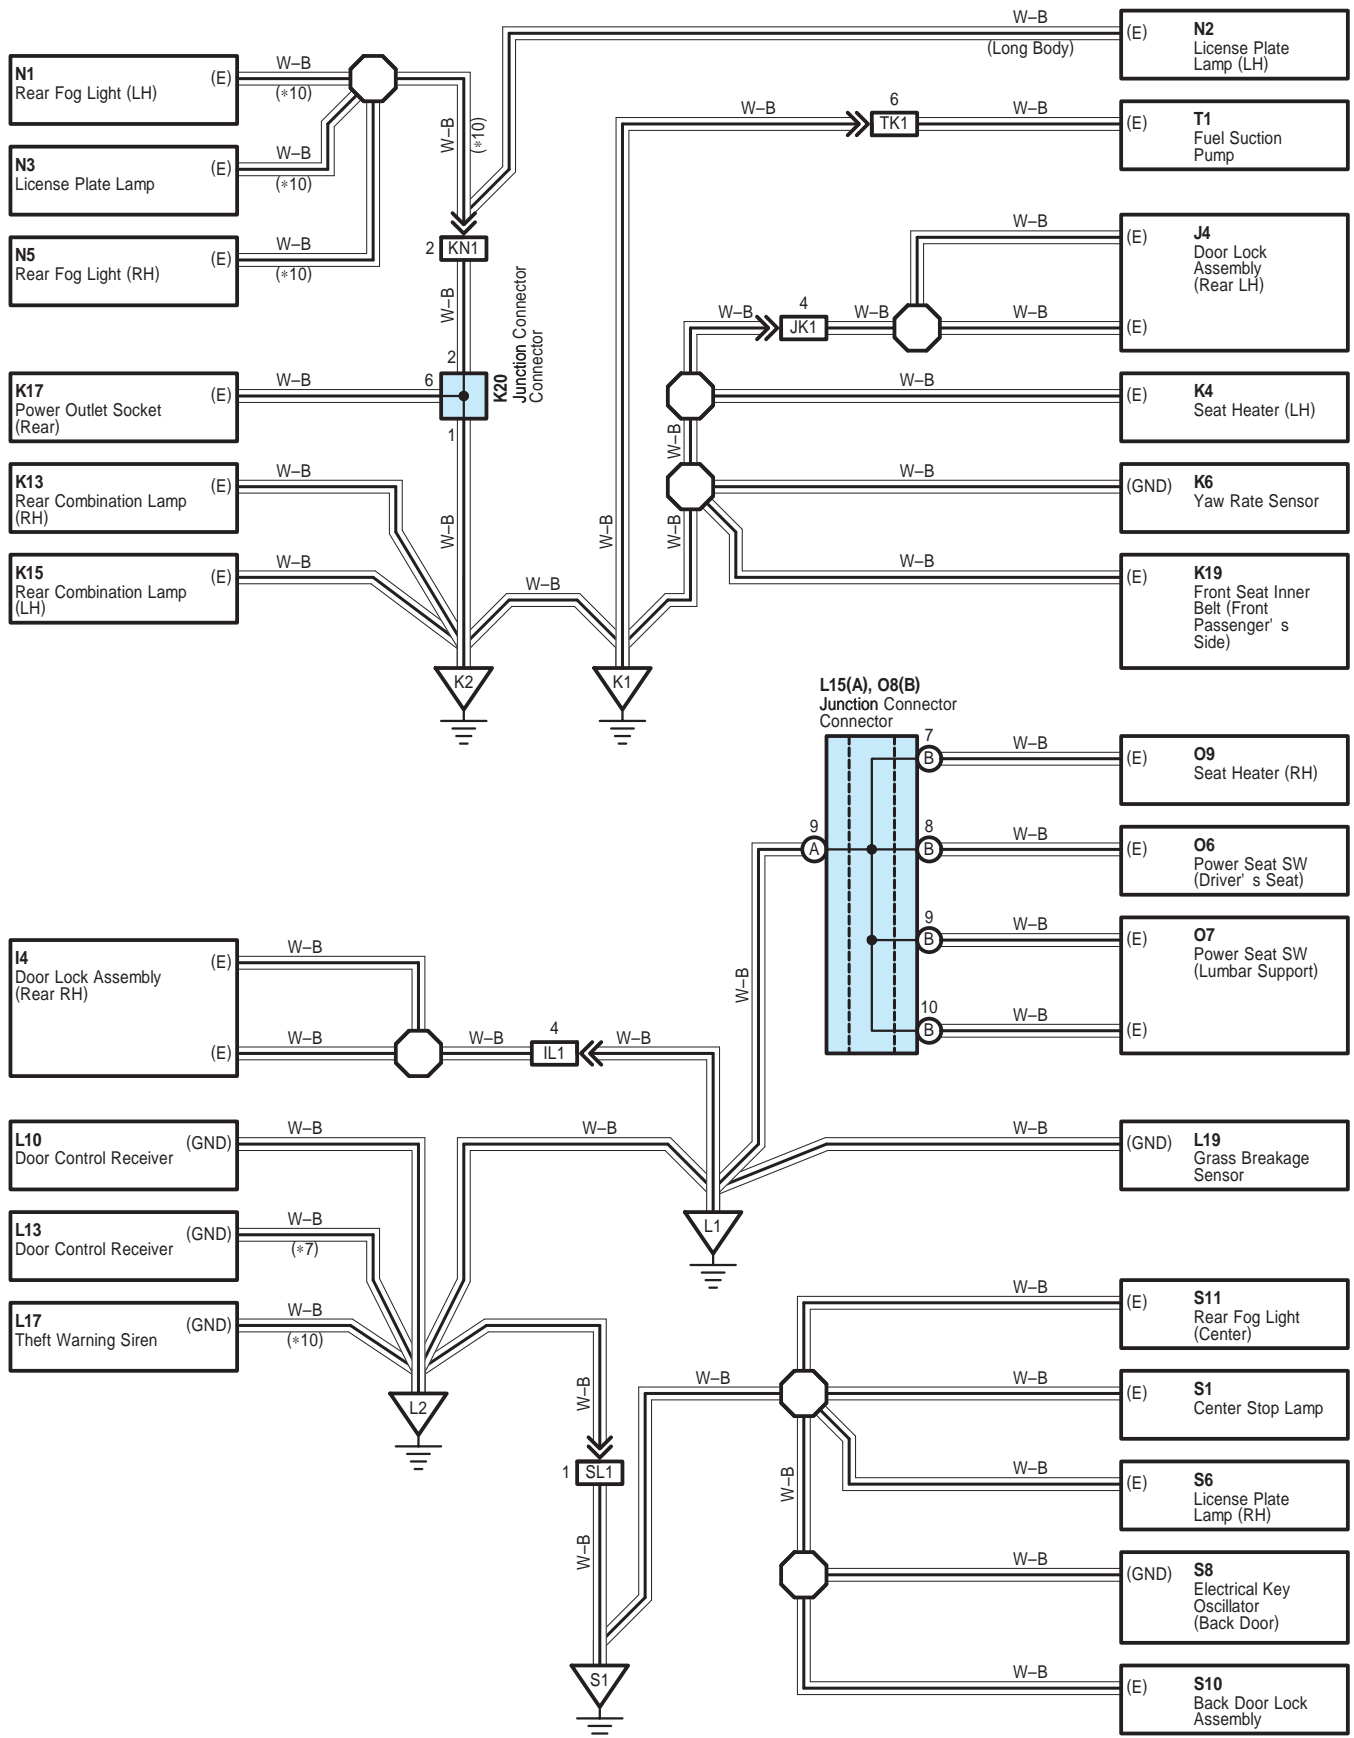 W–B
(Long Body)
(E)
N2
License Plate
Lamp (LH)
N1
Rear Fog Light (LH)
(E)
W–B
(*10)
W–B
(*10)
W–B
6
TK1
W–B
(E)
T1
Fuel Suction
Pump
N3
License Plate Lamp
(E)
W–B
(*10)
N5
Rear Fog Light (RH)
(E)
W–B
(*10)
2
KN1
W–B
W–B
(E)
J4
Door Lock
Assembly
(Rear LH)
W–B
4
JK1
W–B
W–B
(E)
K17
Power Outlet Socket
(Rear)
(E)
W–B
2
6
1
K20
Junction Connector
Connector
W–B
(E)
K4
Seat Heater (LH)
W–B
K13
Rear Combination Lamp
(RH)
(E)
W–B
W–B
(GND)
K6
Yaw Rate Sensor
W–B
W–B
W–B
K15
Rear Combination Lamp
(LH)
(E)
W–B
W–B
W–B
(E)
K19
Front Seat Inner
Belt (Front
Passenger' s
Side)
K2
K1
L15(A), O8(B)
Junction Connector
Connector
7
B
W–B
(E)
O9
Seat Heater (RH)
9
A
8
B
W–B
(E)
O6
Power Seat SW
(Driver' s Seat)
9
B
W–B
(E)
O7
Power Seat SW
(Lumbar Support)
10
B
W–B
(E)
W–B
I4
Door Lock Assembly
(Rear RH)
(E)
W–B
(E)
W–B
W–B
4
IL1
W–B
L10
Door Control Receiver
(GND)
W–B
W–B
W–B
(GND)
L19
Grass Breakage
Sensor
L13
Door Control Receiver
(GND)
W–B
(*7)
L1
L17
Theft Warning Siren
(GND)
W–B
(*10)
W–B
(E)
S11
Rear Fog Light
(Center)
L2
W–B
W–B
W–B
(E)
S1
Center Stop Lamp
1
SL1
W–B
W–B
(E)
S6
License Plate
Lamp (RH)
W–B
W–B
(GND)
S8
Electrical Key
Oscillator
(Back Door)
S1
W–B
(E)
S10
Back Door Lock
Assembly